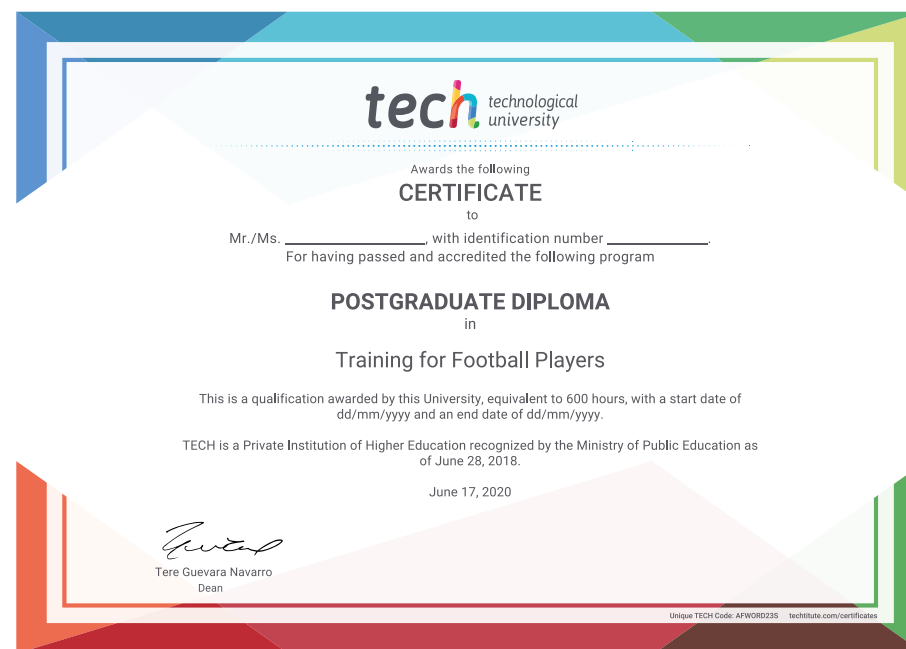 tech technological
university
Awards the following
CERTIFICATE
to
Mr./Ms. ____________________, with identification number ______________.
For having passed and accredited the following program
POSTGRADUATE DIPLOMA
in
Training for Football Players
This is a qualification awarded by this University, equivalent to 600 hours, with a start date of
dd/mm/yyyy and an end date of dd/mm/yyyy.
TECH is a Private Institution of Higher Education recognized by the Ministry of Public Education as
of June 28, 2018.
June 17, 2020
Tere Guevara Navarro
Dean
Unique TECH Code: AFWORD23S techtitute.com/certificates